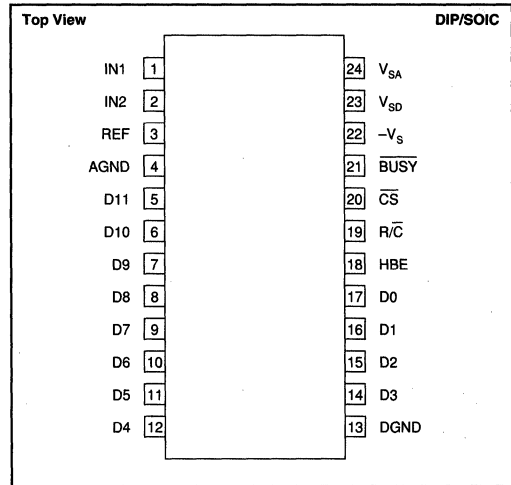 Top View DIP/SOIC
IN1 1 24 V_SA
IN2 2 23 V_SD
REF 3 22 –V_S
AGND 4 21 B̅U̅S̅Y̅
D11 5 20 C̅S̅
D10 6 19 R/C̅
D9 7 18 HBE
D8 8 17 D0
D7 9 16 D1
D6 10 15 D2
D5 11 14 D3
D4 12 13 DGND